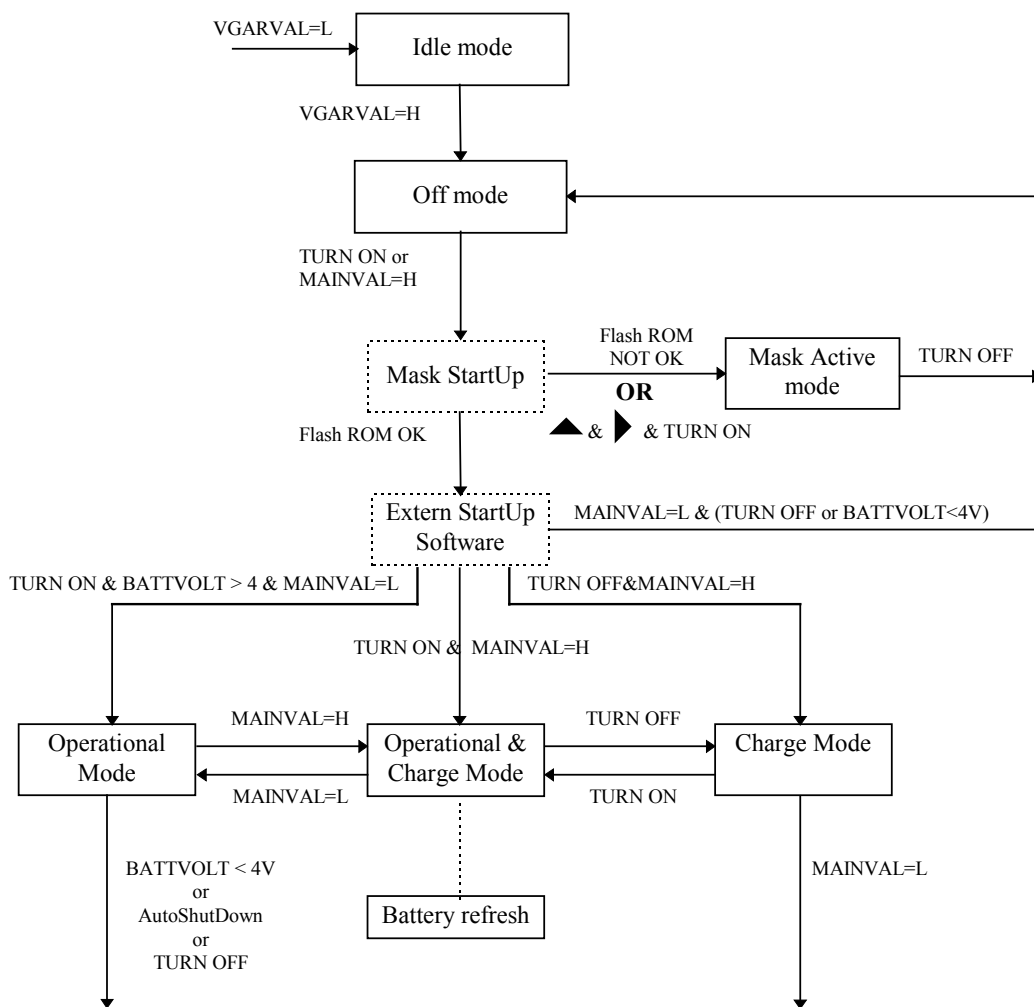 VGARVAL=L
Idle mode
VGARVAL=H
Off mode
TURN ON or
MAINVAL=H
Mask StartUp
Flash ROM
NOT OK
OR
& & TURN ON
Mask Active
mode
TURN OFF
Flash ROM OK
Extern StartUp
Software
MAINVAL=L & (TURN OFF or BATTVOLT<4V)
TURN ON & BATTVOLT > 4 & MAINVAL=L
TURN OFF&MAINVAL=H
TURN ON & MAINVAL=H
Operational
Mode
MAINVAL=H
MAINVAL=L
Operational &
Charge Mode
TURN OFF
TURN ON
Charge Mode
BATTVOLT < 4V
or
AutoShutDown
or
TURN OFF
Battery refresh
MAINVAL=L